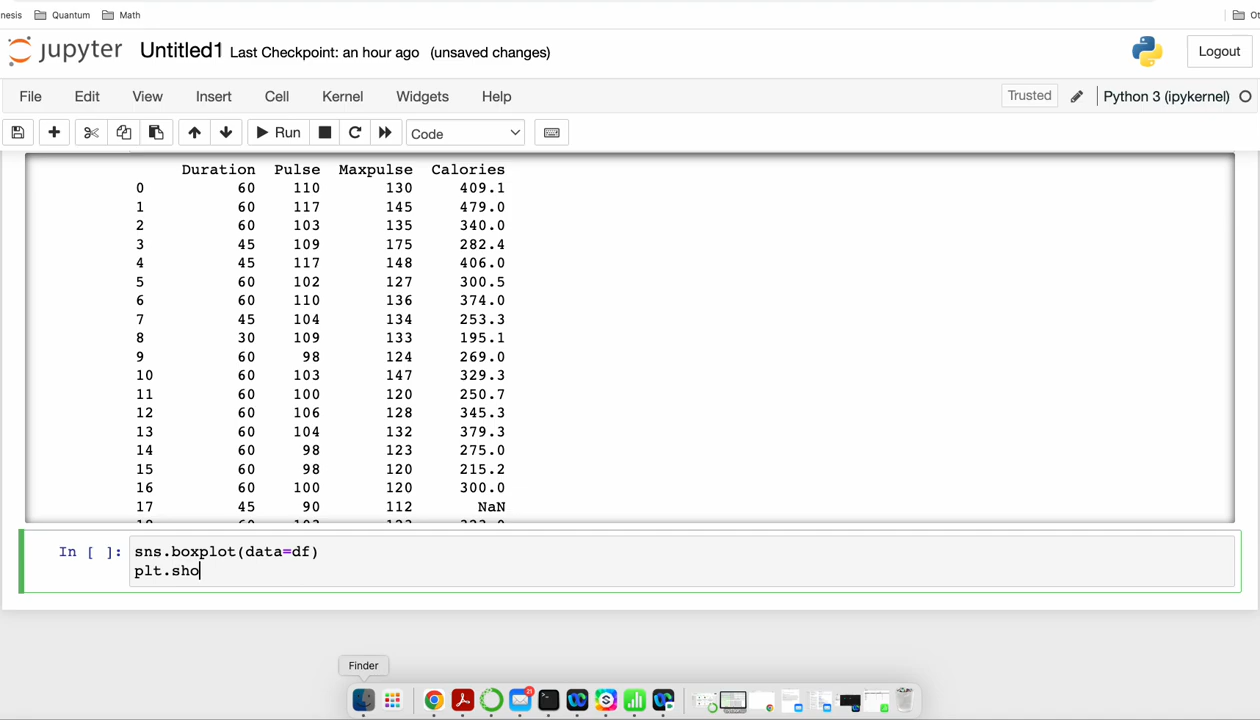 nesis Quantum Math Ot
jupyter Untitled1 Last Checkpoint: an hour ago (unsaved changes) Logout
File Edit View Insert Cell Kernel Widgets Help Trusted Python 3 (ipykernel)
Run Code
Duration Pulse Maxpulse Calories
0 60 110 130 409.1
1 60 117 145 479.0
2 60 103 135 340.0
3 45 109 175 282.4
4 45 117 148 406.0
5 60 102 127 300.5
6 60 110 136 374.0
7 45 104 134 253.3
8 30 109 133 195.1
9 60 98 124 269.0
10 60 103 147 329.3
11 60 100 120 250.7
12 60 106 128 345.3
13 60 104 132 379.3
14 60 98 123 275.0
15 60 98 120 215.2
16 60 100 120 300.0
17 45 90 112 NaN
In [ ]: sns.boxplot(data=df)
plt.sho
Finder